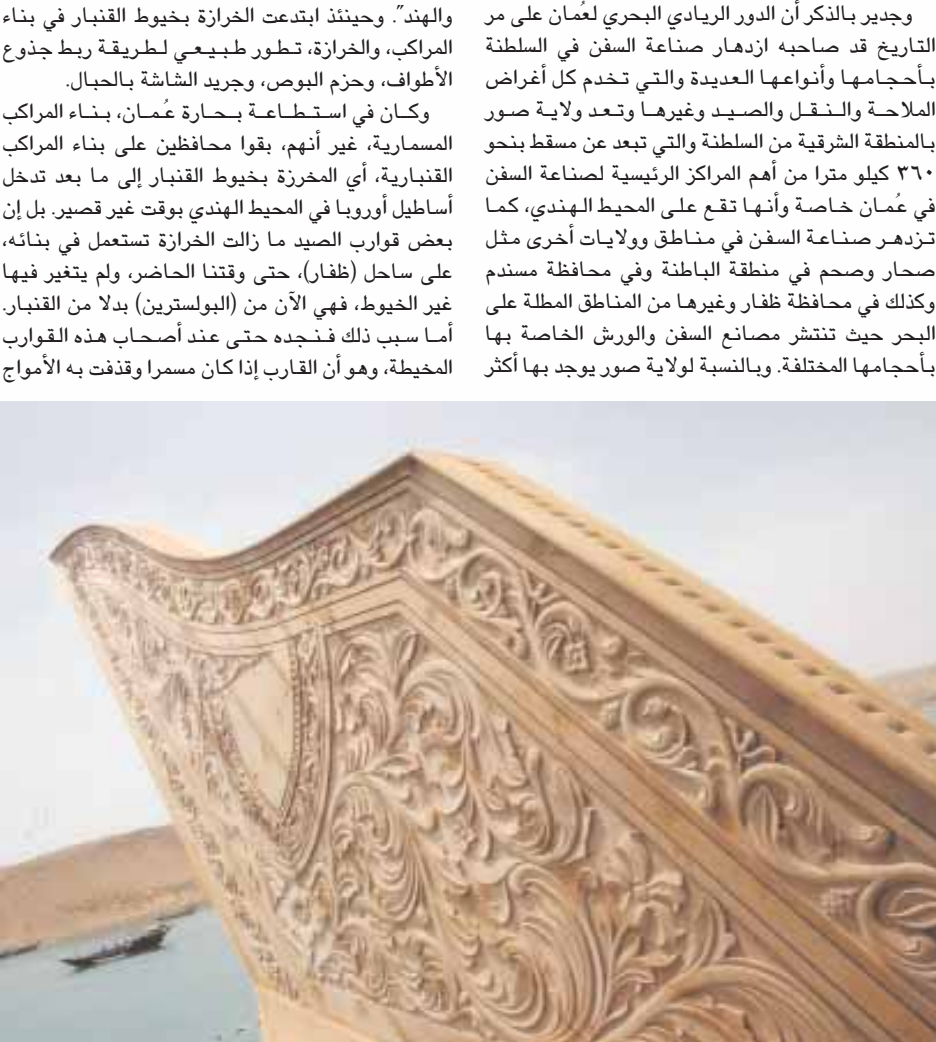 وجدير بالذكر أن الدور الريادي البحري لعُمان على مر
التاريخ قد صاحبه ازدهار صناعة السفن في السلطنة
بأحجامها وأنواعها العديدة والتي تخدم كل أغراض
الملاحة والنقل والصيد وغيرها وتعد ولاية صور
بالمنطقة الشرقية من السلطنة والتي تبعد عن مسقط بنحو
٣٦٠ كيلو مترا من أهم المراكز الرئيسية لصناعة السفن
في عُمان خاصة وأنها تقع على المحيط الهندي، كما
تزدهر صناعة السفن في مناطق وولايات أخرى مثل
صحار وصحم في منطقة الباطنة وفي محافظة مسندم
وكذلك في محافظة ظفار وغيرها من المناطق المطلة على
البحر حيث تنتشر مصانع السفن والورش الخاصة بها
بأحجامها المختلفة. وبالنسبة لولاية صور يوجد بها أكثر
والهند". وحينئذ ابتدعت الخرازة بخيوط القنبار في بناء
المراكب، والخرازة، تطور طبيعي لطريقة ربط جذوع
الأطواف، وحزم البوص، وجريد الشاشة بالحبال.
وكان في استطاعة بحارة عُمان، بناء المراكب
المسمارية، غير أنهم، بقوا محافظين على بناء المراكب
القنبارية، أي المخرزة بخيوط القنبار إلى ما بعد تدخل
أساطيل أوروبا في المحيط الهندي بوقت غير قصير. بل إن
بعض قوارب الصيد ما زالت الخرازة تستعمل في بنائه،
على ساحل (ظفار)، حتى وقتنا الحاضر، ولم يتغير فيها
غير الخيوط، فهي الآن من (البولسترين) بدلا من القنبار.
أما سبب ذلك فنجده حتى عند أصحاب هذه القوارب
المخيطة، وهو أن القارب إذا كان مسمرا وقذفت به الأمواج